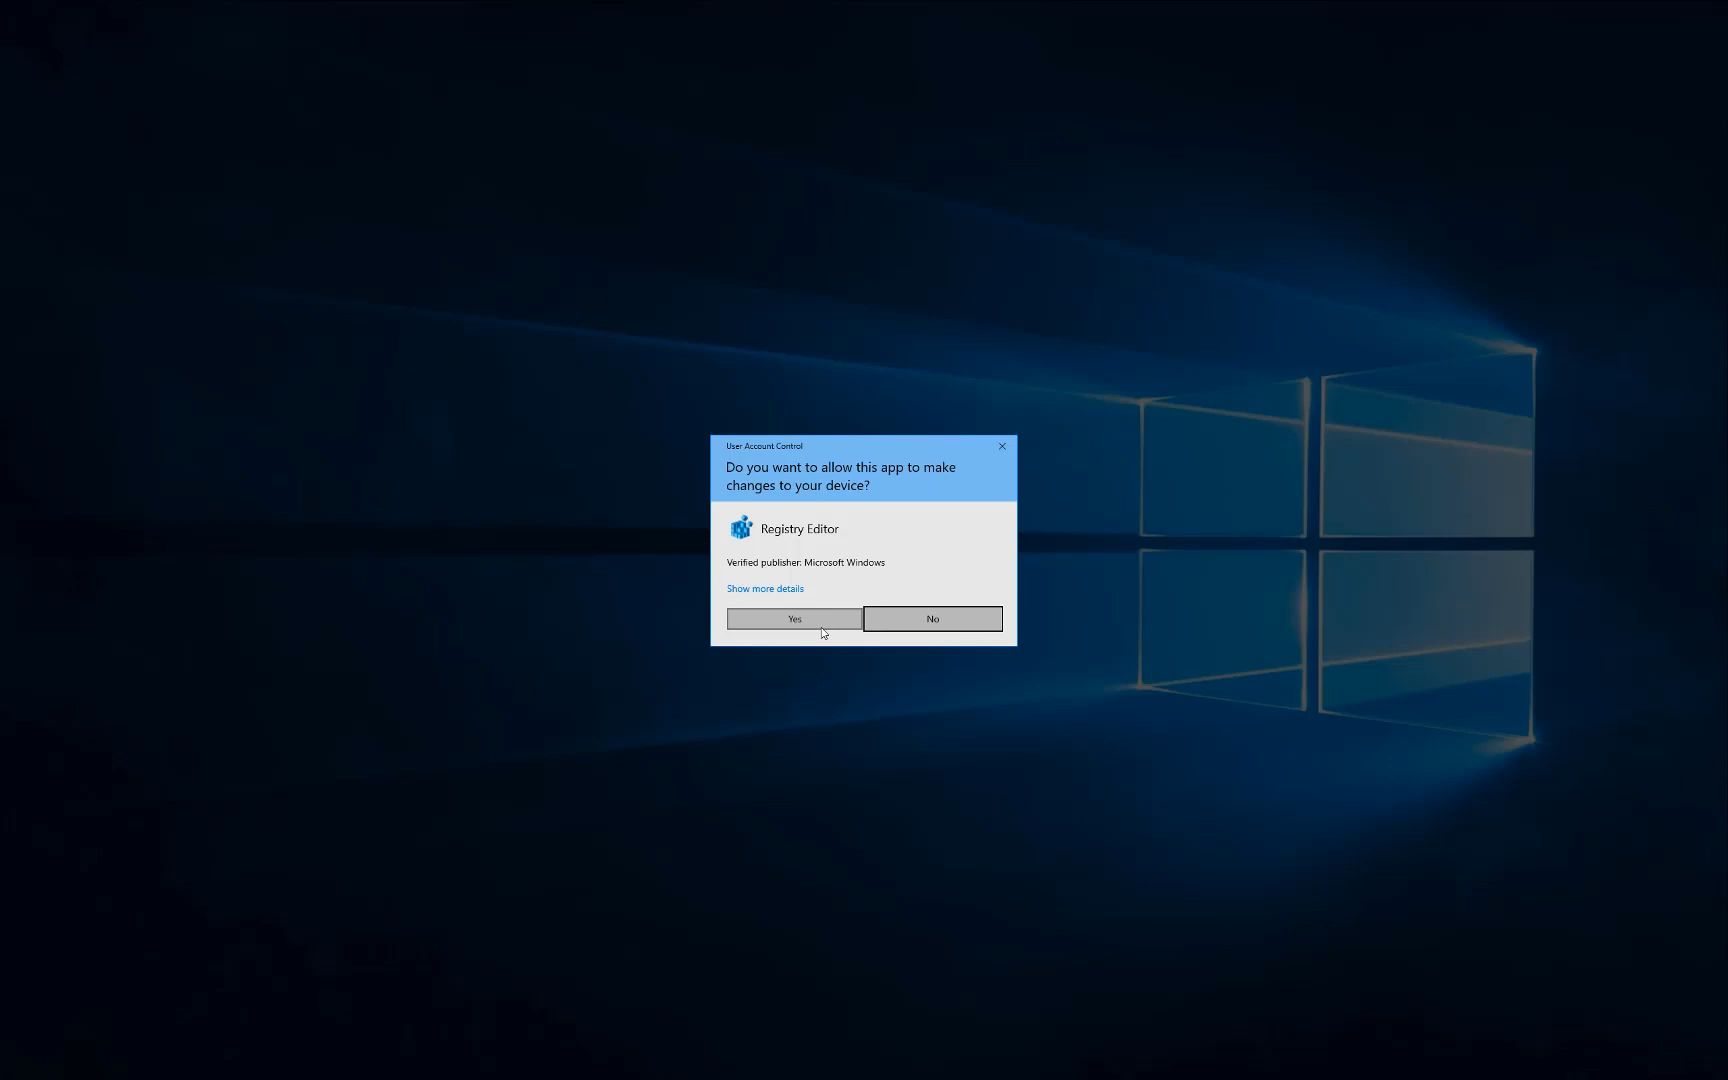 User Account Control
Do you want to allow this app to make
changes to your device?
Registry Editor
Verified publisher: Microsoft Windows
Show more details
Yes
No